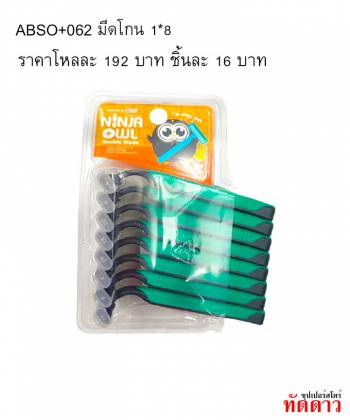 ABSO+062 มีดโกน 1*8
ราคาโหลละ 192 บาท ชิ้นละ 16 บาท
NINJA
OWL
Double Blade
ซุปเปอร์สโตร์
ทัดดาว